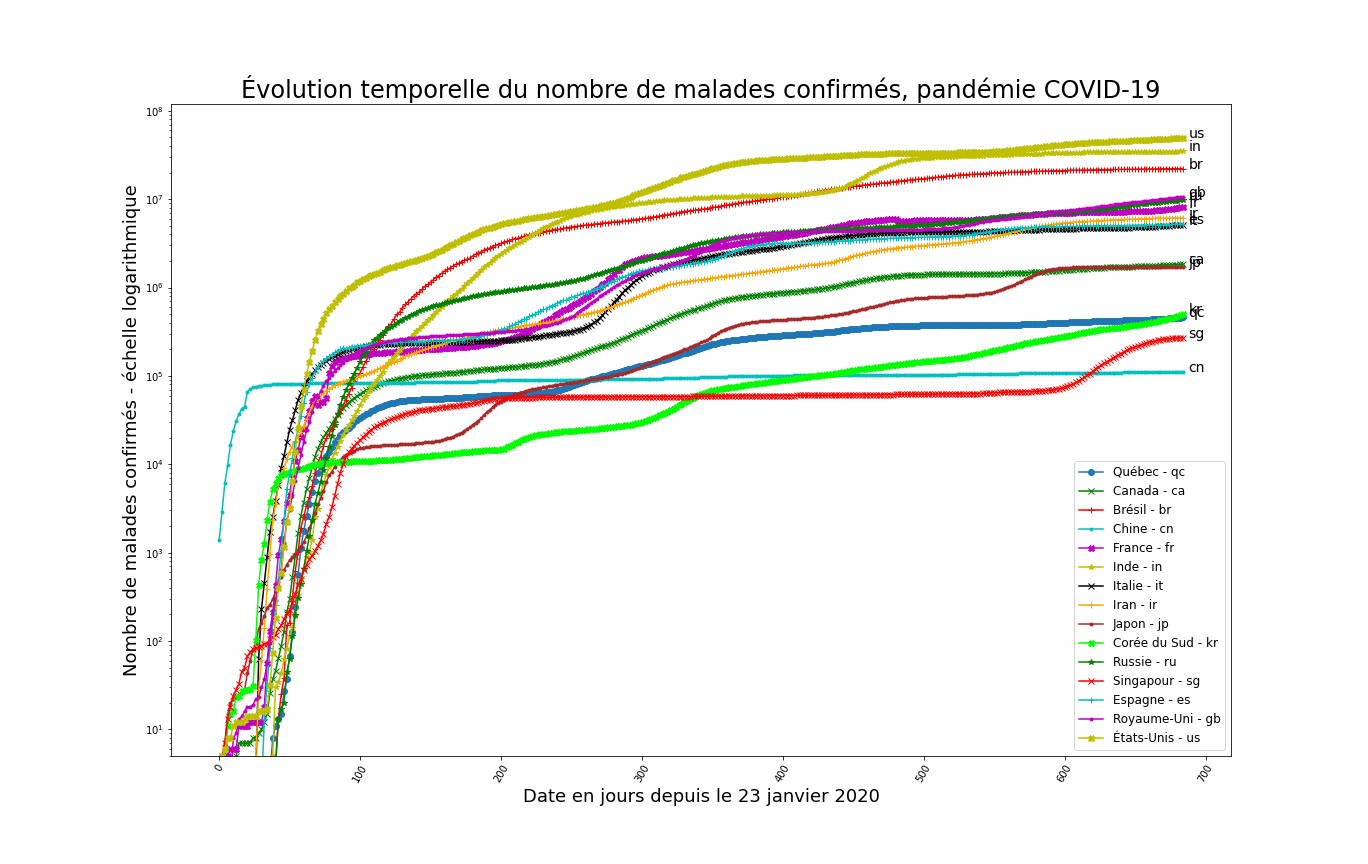 Évolution temporelle du nombre de malades confirmés, pandémie COVID-19
Nombre de malades confirmés - échelle logarithmique
10⁸
10⁷
10⁶
10⁵
10⁴
10³
10²
10¹
us
in
br
gb
ru
fr
ir
es
it
ca
jp
kr
qc
sg
cn
Québec - qc
Canada - ca
Brésil - br
Chine - cn
France - fr
Inde - in
Italie - it
Iran - ir
Japon - jp
Corée du Sud - kr
Russie - ru
Singapour - sg
Espagne - es
Royaume-Uni - gb
États-Unis - us
0
100
200
300
400
500
600
700
Date en jours depuis le 23 janvier 2020